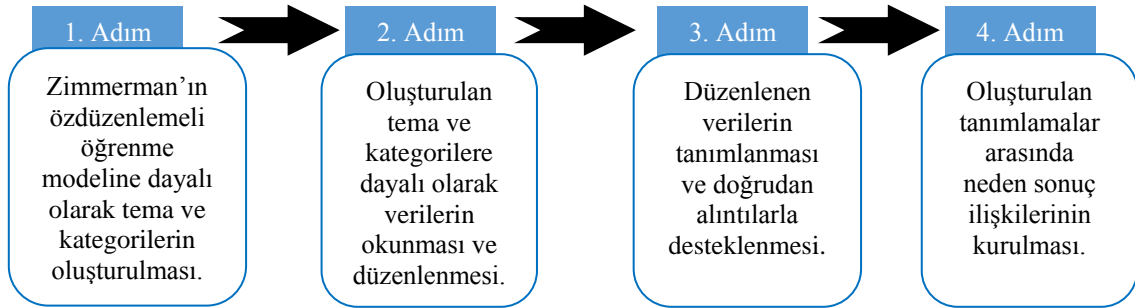 1. Adım
Zimmerman’ın
özdüzenlemeli
öğrenme
modeline dayalı
olarak tema ve
kategorilerin
oluşturulması.
2. Adım
Oluşturulan
tema ve
kategorilere
dayalı olarak
verilerin
okunması ve
düzenlenmesi.
3. Adım
Düzenlenen
verilerin
tanımlanması
ve doğrudan
alıntılarla
desteklenmesi.
4. Adım
Oluşturulan
tanımlamalar
arasında
neden sonuç
ilişkilerinin
kurulması.